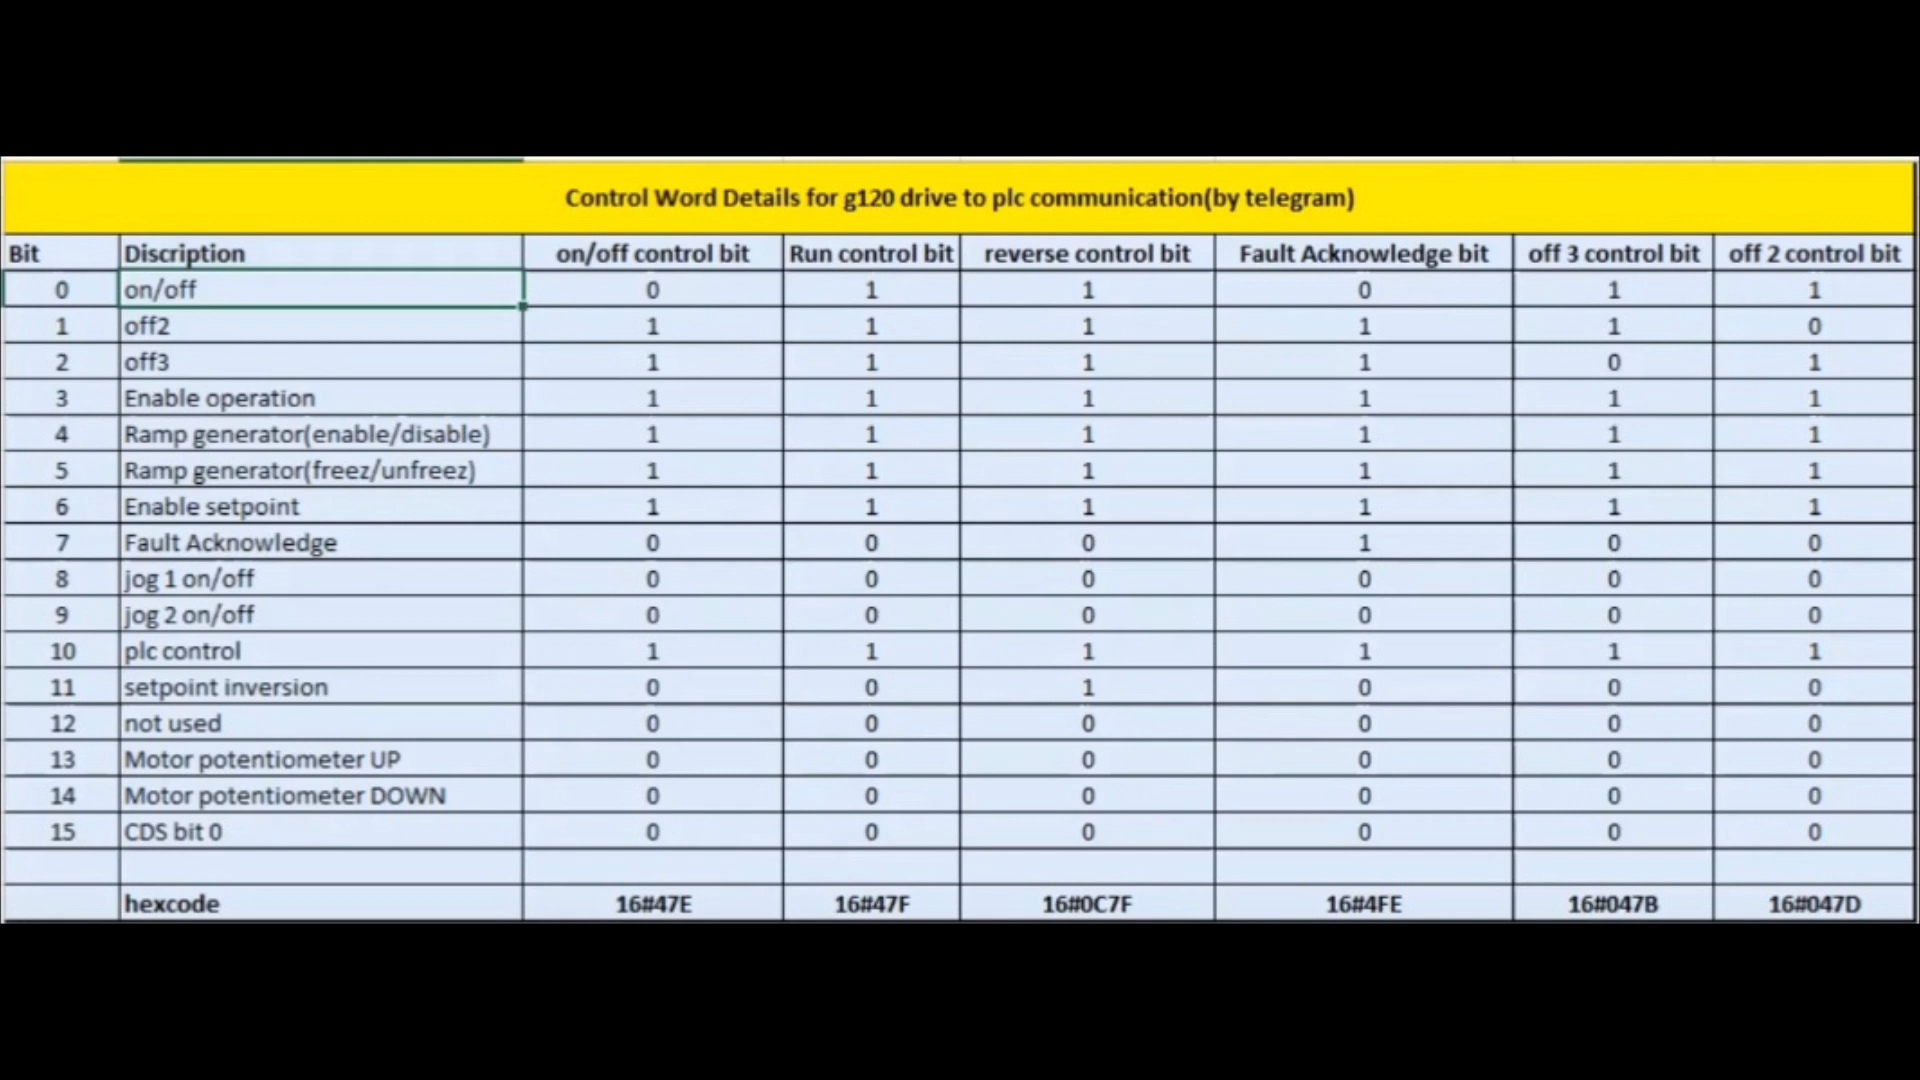 Control Word Details for g120 drive to plc communication(by telegram)
Bit Discription on/off control bit Run control bit reverse control bit Fault Acknowledge bit off 3 control bit off 2 control bit
0 on/off 0 1 1 0 1 1
1 off2 1 1 1 1 1 0
2 off3 1 1 1 1 0 1
3 Enable operation 1 1 1 1 1 1
4 Ramp generator(enable/disable) 1 1 1 1 1 1
5 Ramp generator(freez/unfreez) 1 1 1 1 1 1
6 Enable setpoint 1 1 1 1 1 1
7 Fault Acknowledge 0 0 0 1 0 0
8 jog 1 on/off 0 0 0 0 0 0
9 jog 2 on/off 0 0 0 0 0 0
10 plc control 1 1 1 1 1 1
11 setpoint inversion 0 0 1 0 0 0
12 not used 0 0 0 0 0 0
13 Motor potentiometer UP 0 0 0 0 0 0
14 Motor potentiometer DOWN 0 0 0 0 0 0
15 CDS bit 0 0 0 0 0 0 0
hexcode 16#47E 16#47F 16#0C7F 16#4FE 16#047B 16#047D